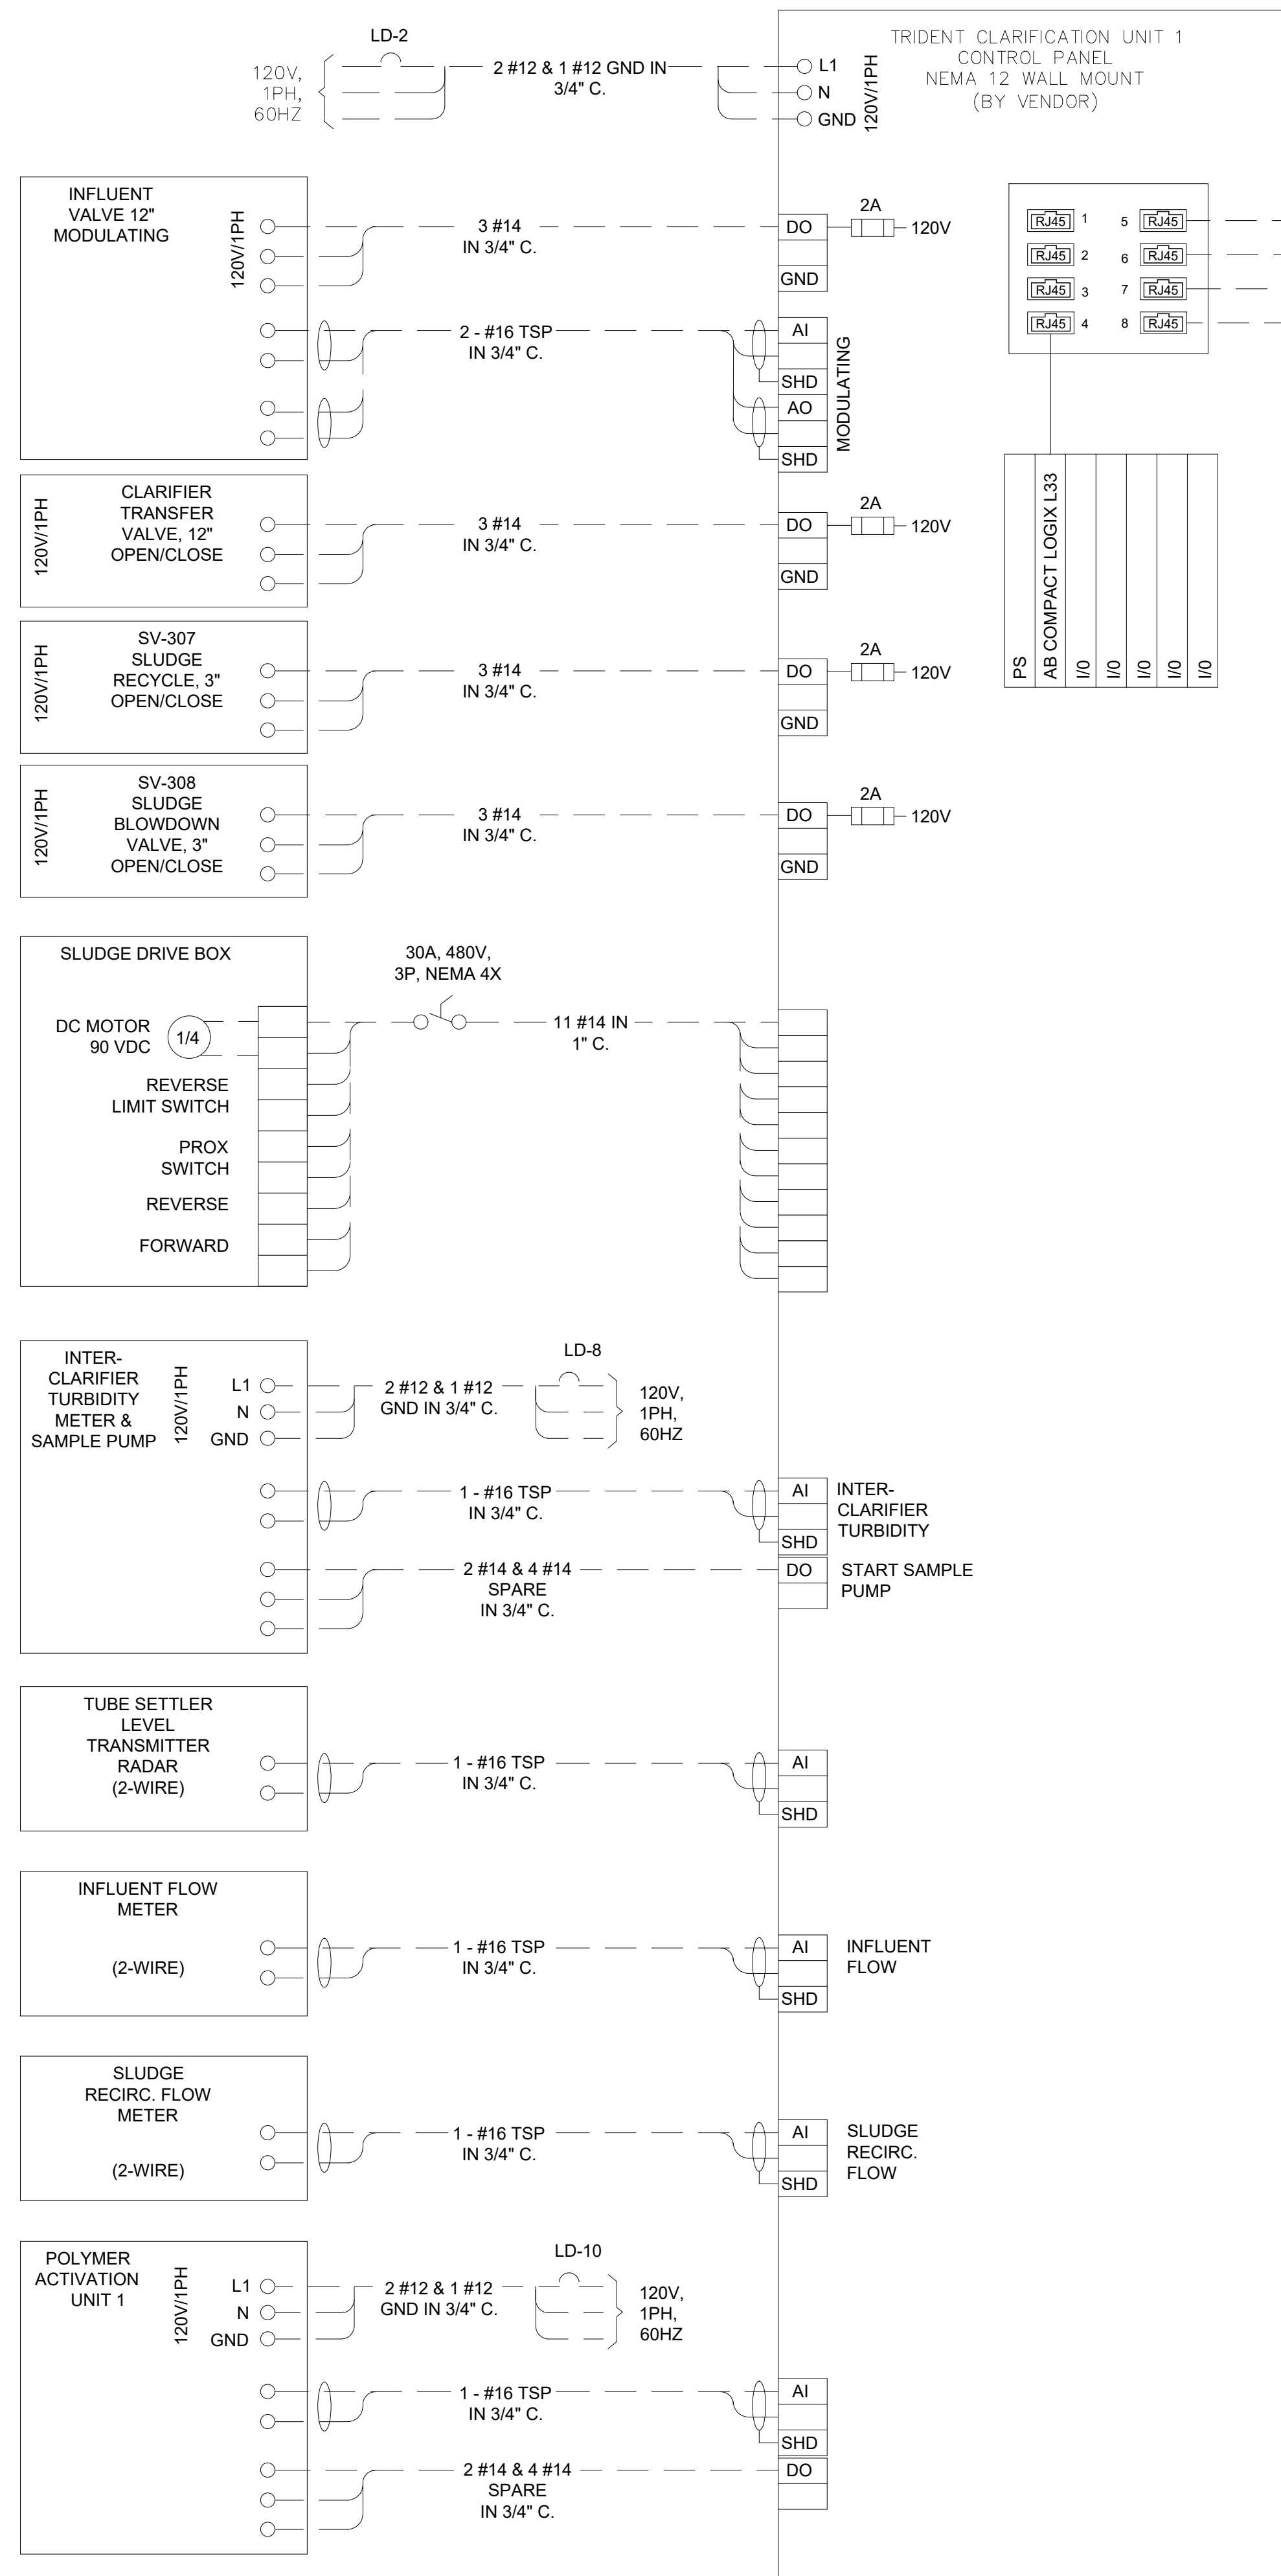 LD-2
120V,
1PH,
60HZ
2 #12 & 1 #12 GND IN
3/4" C.
L1
N
GND
120V/1PH
TRIDENT CLARIFICATION UNIT 1
CONTROL PANEL
NEMA 12 WALL MOUNT
(BY VENDOR)
INFLUENT
VALVE 12"
MODULATING
120V/1PH
3 #14
IN 3/4" C.
DO
GND
2A
120V
2 - #16 TSP
IN 3/4" C.
AI
SHD
AO
SHD
MODULATING
RJ45 1
RJ45 2
RJ45 3
RJ45 4
5 RJ45
6 RJ45
7 RJ45
8 RJ45
PS
AB COMPACT LOGIX L33
I/0
I/0
I/0
I/0
I/0
120V/1PH
CLARIFIER
TRANSFER
VALVE, 12"
OPEN/CLOSE
3 #14
IN 3/4" C.
DO
GND
2A
120V
120V/1PH
SV-307
SLUDGE
RECYCLE, 3"
OPEN/CLOSE
3 #14
IN 3/4" C.
DO
GND
2A
120V
120V/1PH
SV-308
SLUDGE
BLOWDOWN
VALVE, 3"
OPEN/CLOSE
3 #14
IN 3/4" C.
DO
GND
2A
120V
SLUDGE DRIVE BOX
DC MOTOR
90 VDC
1/4
REVERSE
LIMIT SWITCH
PROX
SWITCH
REVERSE
FORWARD
30A, 480V,
3P, NEMA 4X
11 #14 IN
1" C.
INTER-
CLARIFIER
TURBIDITY
METER &
SAMPLE PUMP
120V/1PH
L1
N
GND
2 #12 & 1 #12
GND IN 3/4" C.
LD-8
120V,
1PH,
60HZ
1 - #16 TSP
IN 3/4" C.
AI
SHD
INTER-
CLARIFIER
TURBIDITY
2 #14 & 4 #14
SPARE
IN 3/4" C.
DO
START SAMPLE
PUMP
TUBE SETTLER
LEVEL
TRANSMITTER
RADAR
(2-WIRE)
1 - #16 TSP
IN 3/4" C.
AI
SHD
INFLUENT FLOW
METER
(2-WIRE)
1 - #16 TSP
IN 3/4" C.
AI
SHD
INFLUENT
FLOW
SLUDGE
RECIRC. FLOW
METER
(2-WIRE)
1 - #16 TSP
IN 3/4" C.
AI
SHD
SLUDGE
RECIRC.
FLOW
POLYMER
ACTIVATION
UNIT 1
120V/1PH
L1
N
GND
2 #12 & 1 #12
GND IN 3/4" C.
LD-10
120V,
1PH,
60HZ
1 - #16 TSP
IN 3/4" C.
AI
SHD
2 #14 & 4 #14
SPARE
IN 3/4" C.
DO